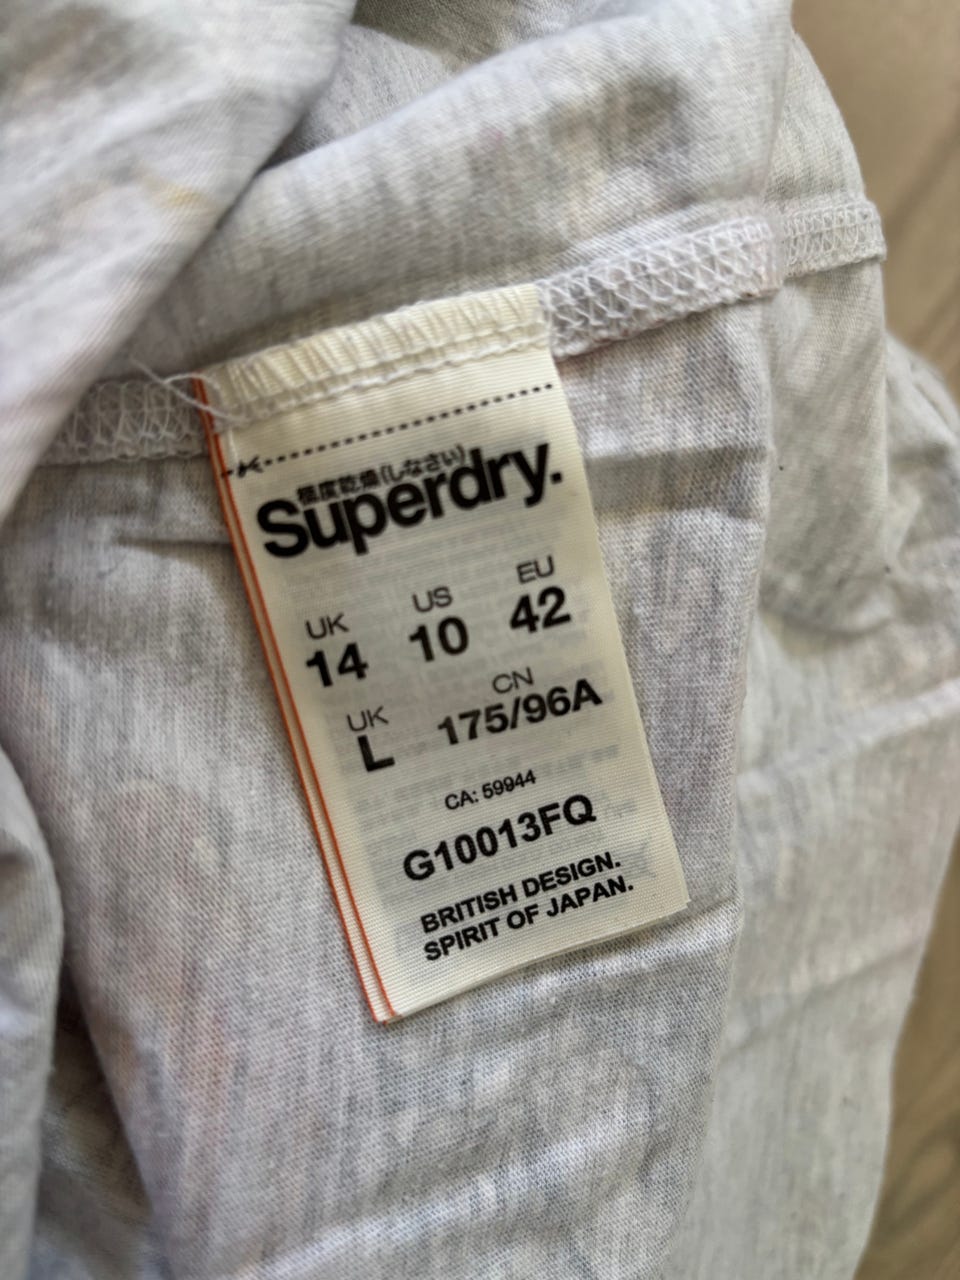 極度乾燥(しなさい)
Superdry.
UK US EU
14 10 42
UK CN
L 175/96A
CA: 59944
G10013FQ
BRITISH DESIGN.
SPIRIT OF JAPAN.